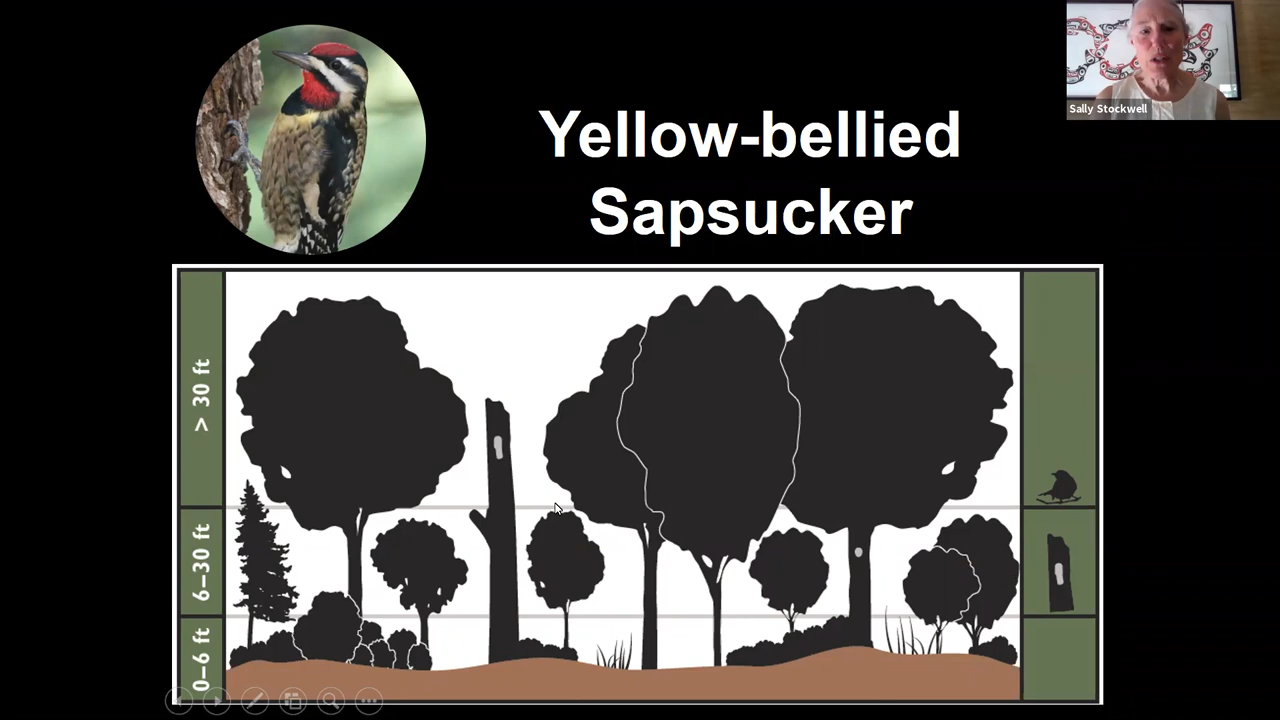 Sally Stockwell
Yellow-bellied
Sapsucker
> 30 ft
6–30 ft
0–6 ft